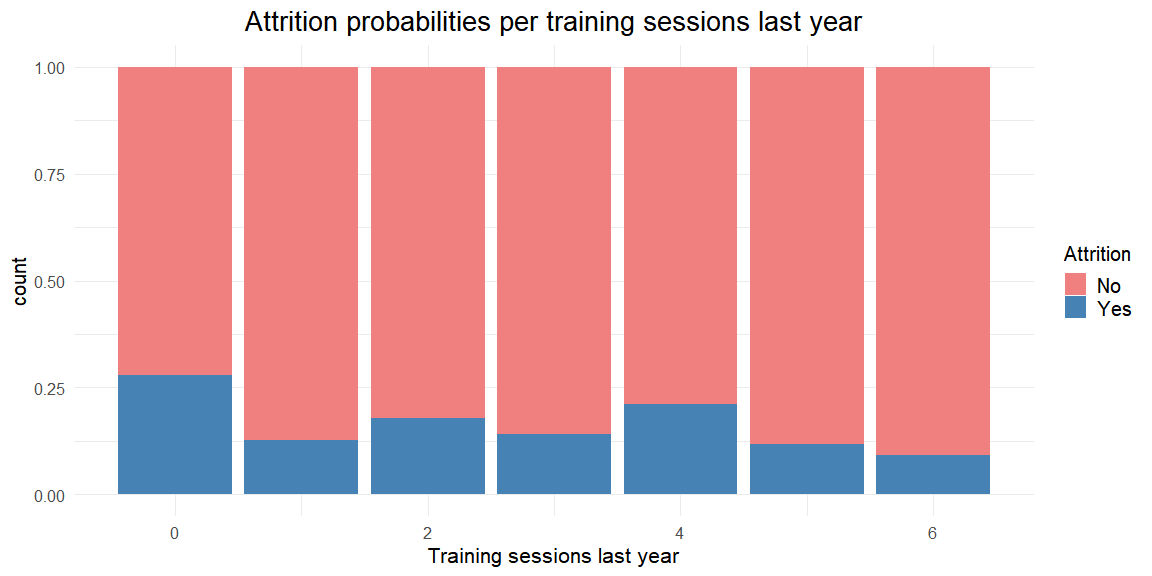 Attrition probabilities per training sessions last year
1.00
0.75
0.50
0.25
0.00
count
0 2 4 6
Training sessions last year
Attrition
No
Yes